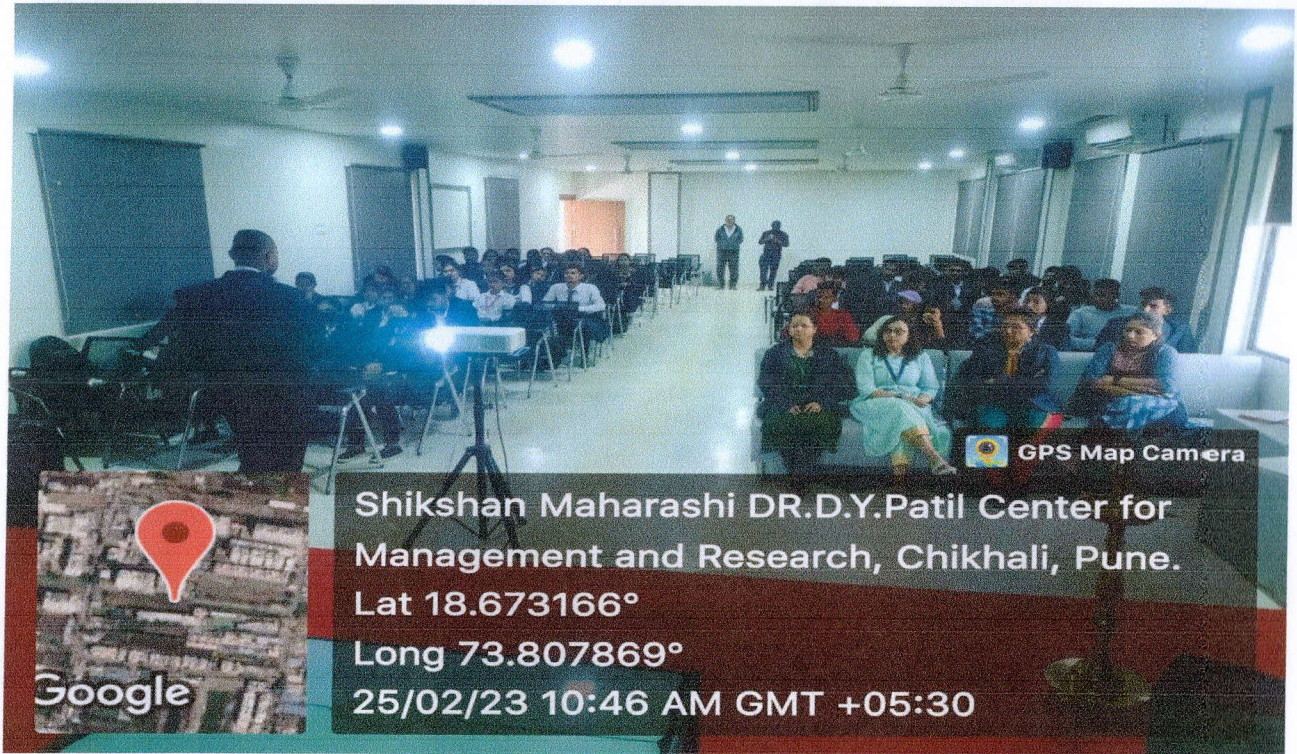 GPS Map Camera
Shikshan Maharashi DR.D.Y.Patil Center for
Management and Research, Chikhali, Pune.
Lat 18.673166°
Long 73.807869°
25/02/23 10:46 AM GMT +05:30
Google